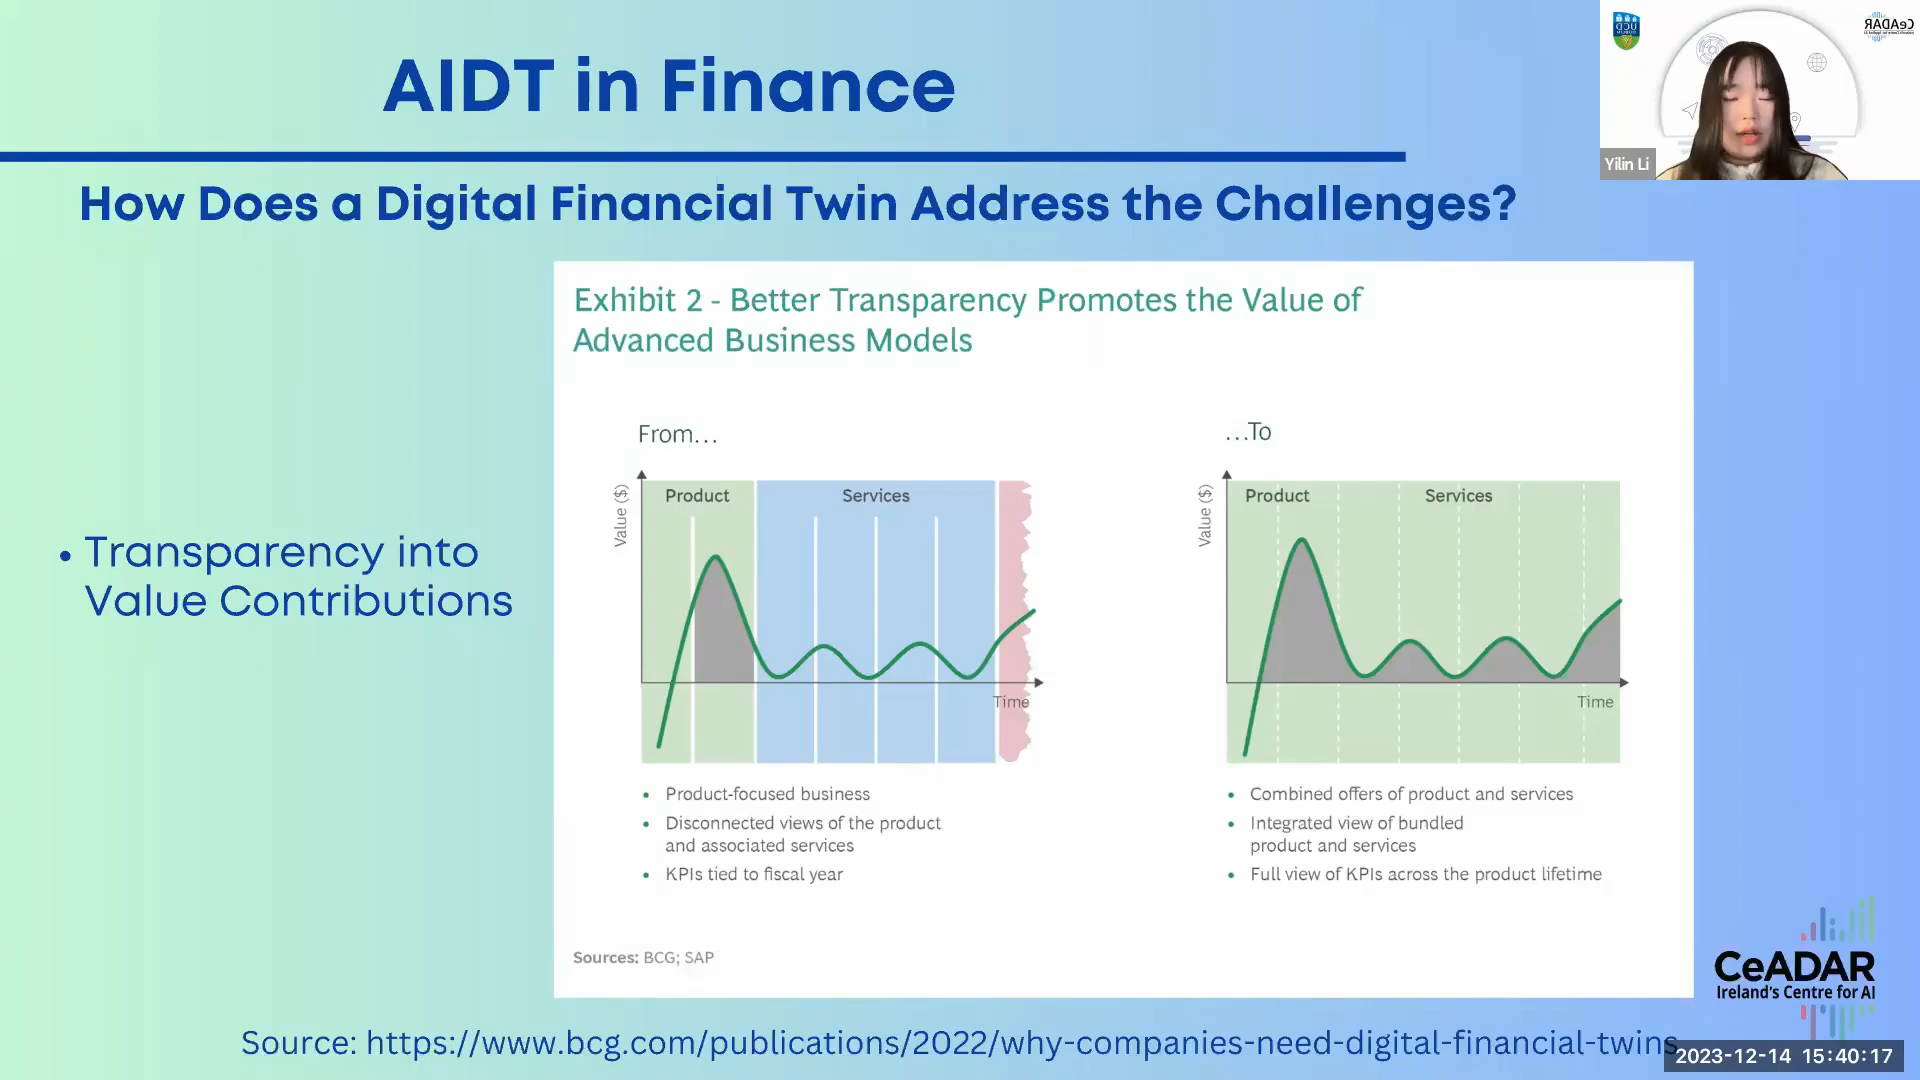 AIDT in Finance
How Does a Digital Financial Twin Address the Challenges?
Yilin Li
UCD
CeADAR
• Transparency into
Value Contributions
Exhibit 2 - Better Transparency Promotes the Value of
Advanced Business Models
From...
Value ($)
Product
Services
Time
• Product-focused business
• Disconnected views of the product
and associated services
• KPIs tied to fiscal year
...To
Value ($)
Product
Services
Time
• Combined offers of product and services
• Integrated view of bundled
product and services
• Full view of KPIs across the product lifetime
Sources: BCG; SAP
CeADAR
Ireland's Centre for AI
Source: https://www.bcg.com/publications/2022/why-companies-need-digital-financial-twins
2023-12-14 15:40:17